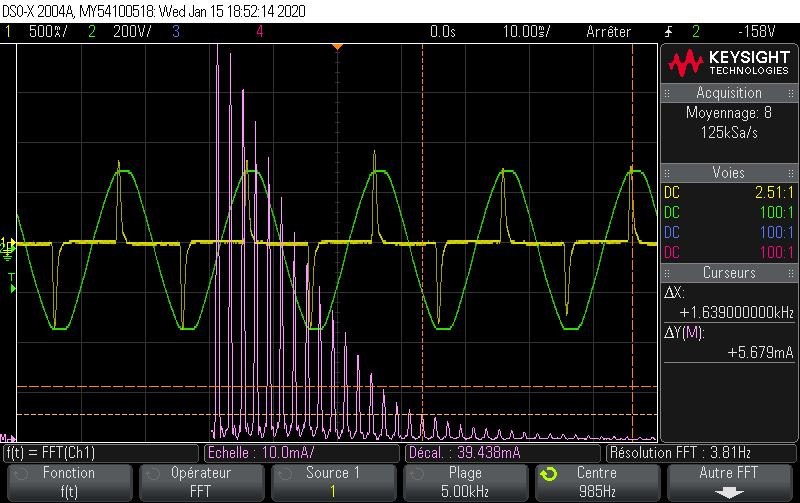 DSO-X 2004A, MY54100518: Wed Jan 15 18:52:14 2020
1 500%/ 2 200V/ 3 4 0.0s 10.00%/ Arrêter 2 -158V
KEYSIGHT
TECHNOLOGIES
Acquisition
Moyennage: 8
125kSa/s
Voies
DC 2.51:1
DC 100:1
DC 100:1
DC 100:1
Curseurs
ΔX:
+1.639000000kHz
ΔY(M):
+5.679mA
1
T
M
f(t) = FFT(Ch1) Echelle : 10.0mA/ Décal. : 39.438mA Résolution FFT : 3.81Hz
Fonction Opérateur Source 1 Plage Centre Autre FFT
f(t) FFT 1 5.00kHz 985Hz